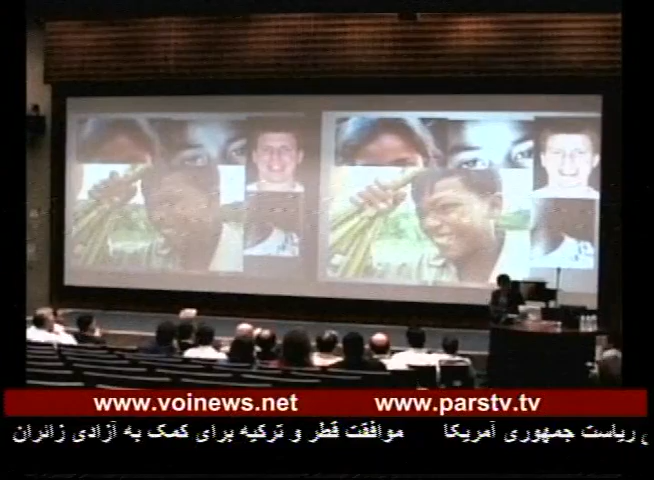 www.voinews.net www.parstv.tv
ریاست جمهوری آمریکا موافقت قطر و ترکیه برای کمک به آزادی زائران